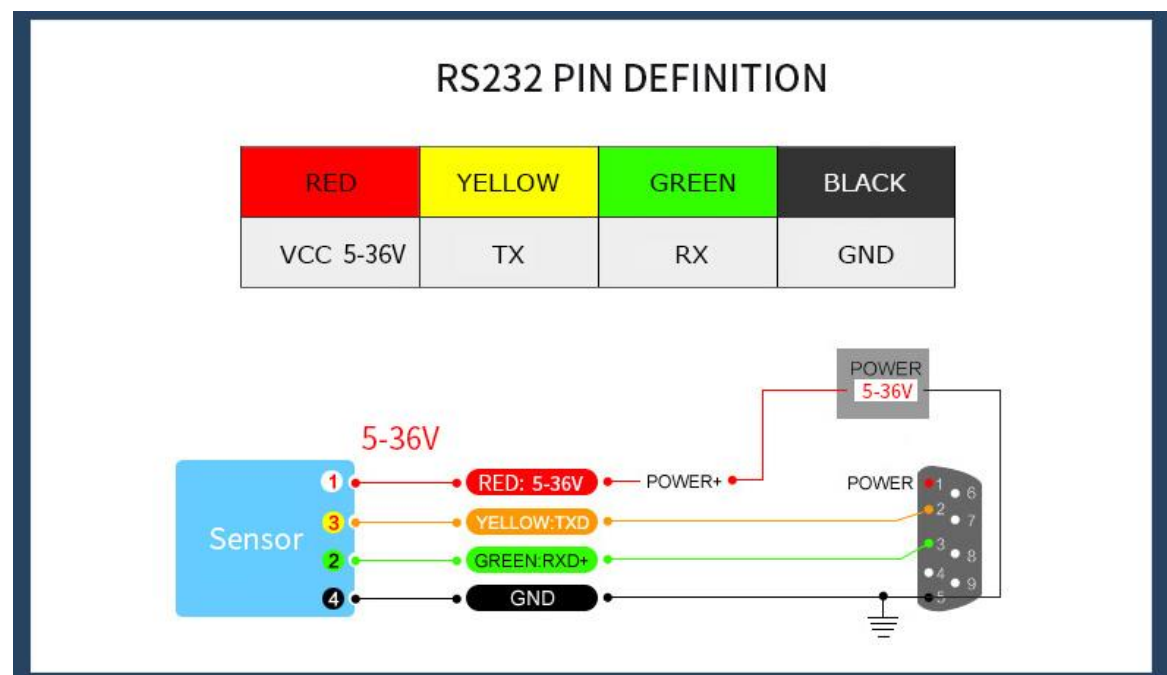 RS232 PIN DEFINITION
RED YELLOW GREEN BLACK
VCC 5-36V TX RX GND
POWER
5-36V
5-36V
1 RED: 5-36V POWER+ POWER 1 6
Sensor 3 YELLOW:TXD 2 7
2 GREEN:RXD+ 3 8
4 GND 4 9
5